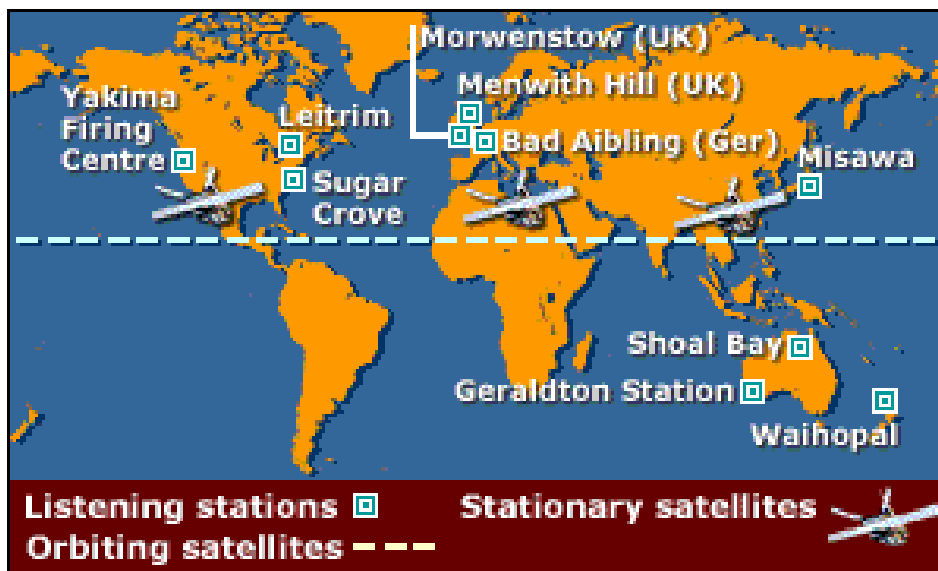 Morwenstow (UK)
Menwith Hill (UK)
Yakima
Firing
Centre
Leitrim
Bad Aibling (Ger)
Misawa
Sugar
Crove
Shoal Bay
Geraldton Station
Waihopal
Listening stations
Stationary satellites
Orbiting satellites